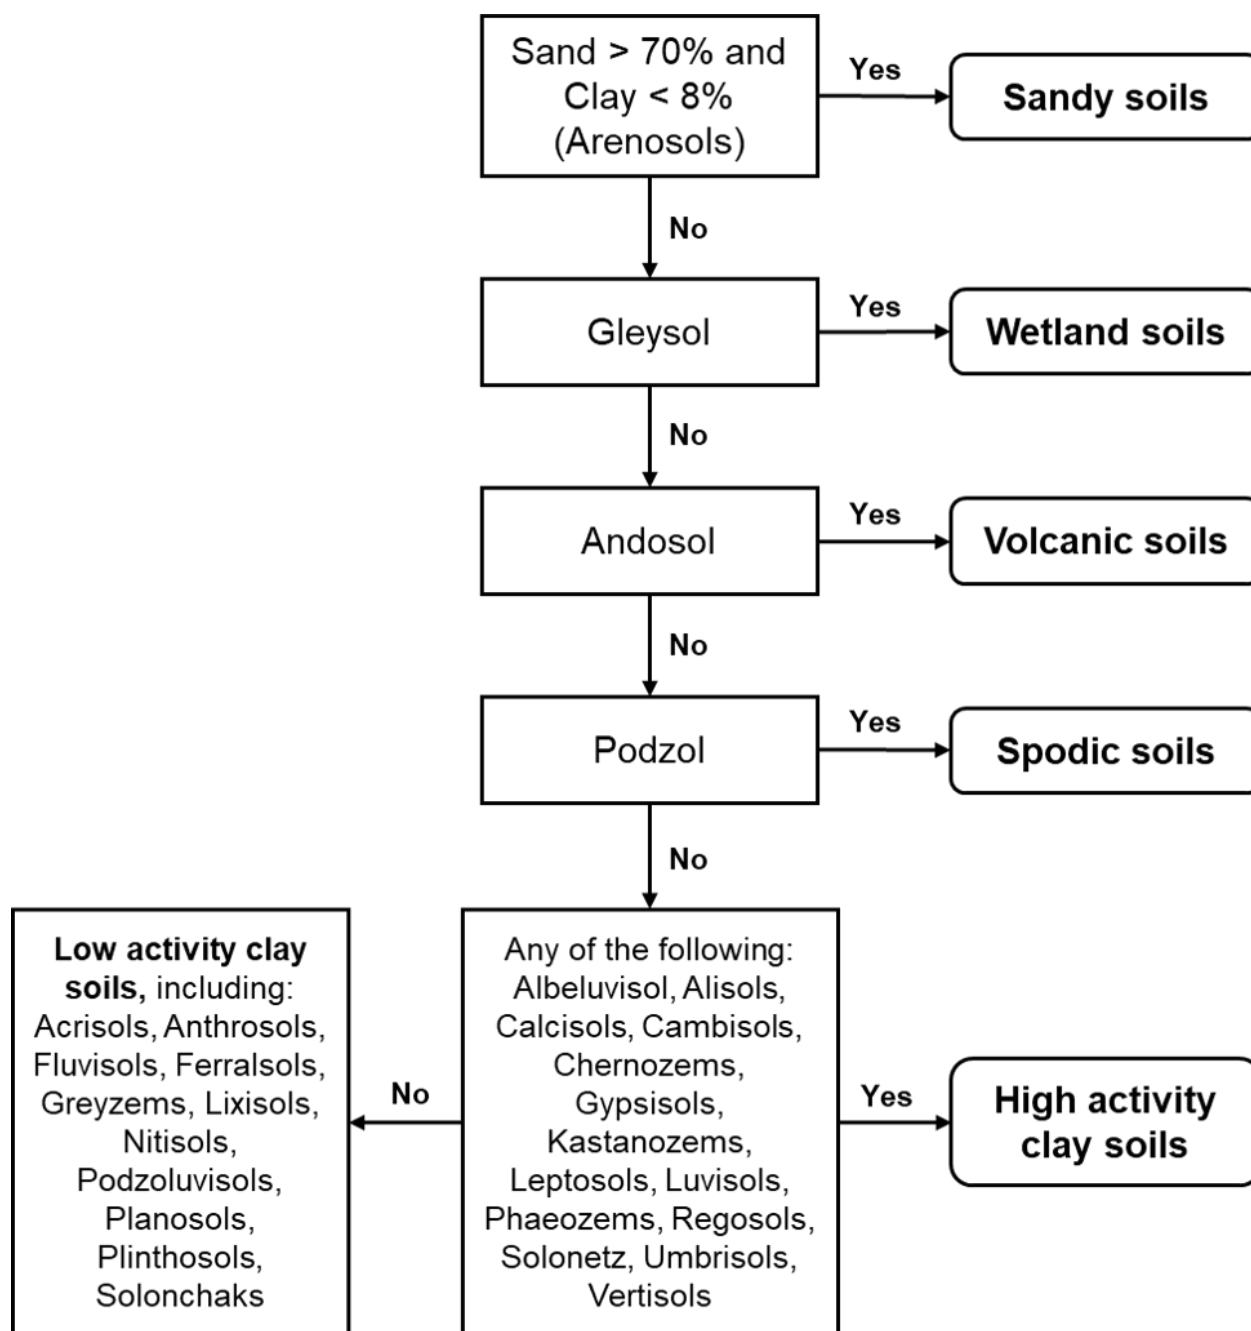 Sand > 70% and
Clay < 8%
(Arenosols)
Yes
Sandy soils
No
Gleysol
Yes
Wetland soils
No
Andosol
Yes
Volcanic soils
No
Podzol
Yes
Spodic soils
No
Low activity clay
soils, including:
Acrisols, Anthrosols,
Fluvisols, Ferralsols,
Greyzems, Lixisols,
Nitisols,
Podzoluvisols,
Planosols,
Plinthosols,
Solonchaks
No
Any of the following:
Albeluvisol, Alisols,
Calcisols, Cambisols,
Chernozems,
Gypsisols,
Kastanozems,
Leptosols, Luvisols,
Phaeozems, Regosols,
Solonetz, Umbrisols,
Vertisols
Yes
High activity
clay soils